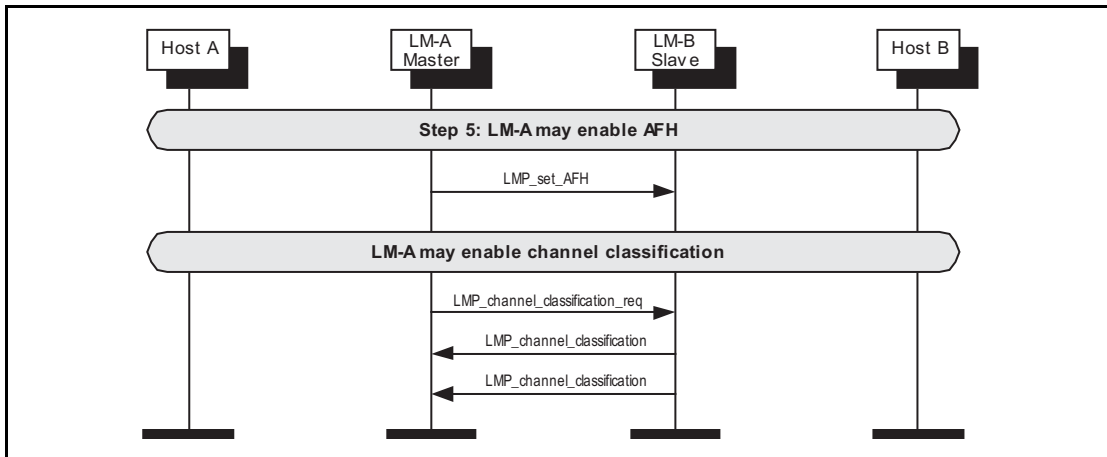 Host A
LM-A
Master
LM-B
Slave
Host B
Step 5: LM-A may enable AFH
LMP_set_AFH
LM-A may enable channel classification
LMP_channel_classification_req
LMP_channel_classification
LMP_channel_classification